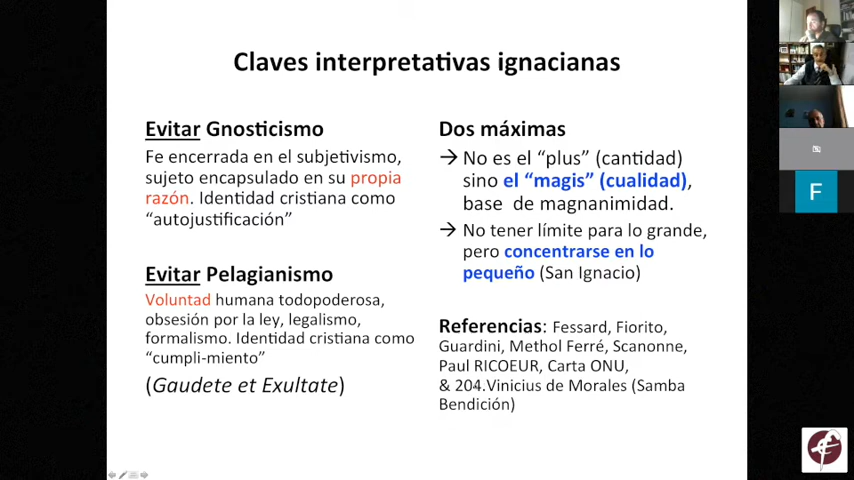 Claves interpretativas ignacianas
Evitar Gnosticismo
Fe encerrada en el subjetivismo,
sujeto encapsulado en su propia
razón. Identidad cristiana como
“autojustificación”
Evitar Pelagianismo
Voluntad humana todopoderosa,
obsesión por la ley, legalismo,
formalismo. Identidad cristiana como
“cumpli-miento”
(Gaudete et Exultate)
Dos máximas
→ No es el “plus” (cantidad)
sino el “magis” (cualidad),
base de magnanimidad.
→ No tener límite para lo grande,
pero concentrarse en lo
pequeño (San Ignacio)
Referencias: Fessard, Fiorito,
Guardini, Methol Ferré, Scanonne,
Paul RICOEUR, Carta ONU,
& 204.Vinicius de Morales (Samba
Bendición)
F